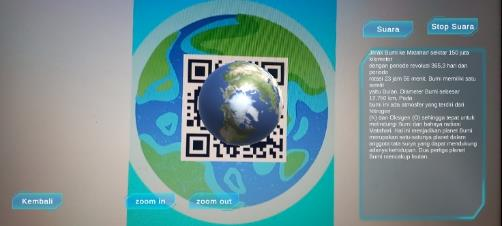 Suara
Stop Suara
Jarak Bumi ke Matahari sekitar 150 juta
kilometer
dengan periode revolusi 365,3 hari dan
periode
rotasi 23 jam 56 menit. Bumi memiliki satu
satelit
yaitu Bulan. Diameter Bumi sebesar
12.760 km. Pada
bumi ini ada atmosfer yang terdiri dari
Nitrogen
(N) dan Oksigen (O) sehingga tepat untuk
melindungi Bumi dari bahaya radiasi
Matahari. Hal ini menjadikan planet Bumi
merupakan satu-satunya planet dalam
anggota tata surya yang dapat mendukung
adanya kehidupan. Dua pertiga planet
Bumi mencakup lautan.
Kembali
zoom in
zoom out